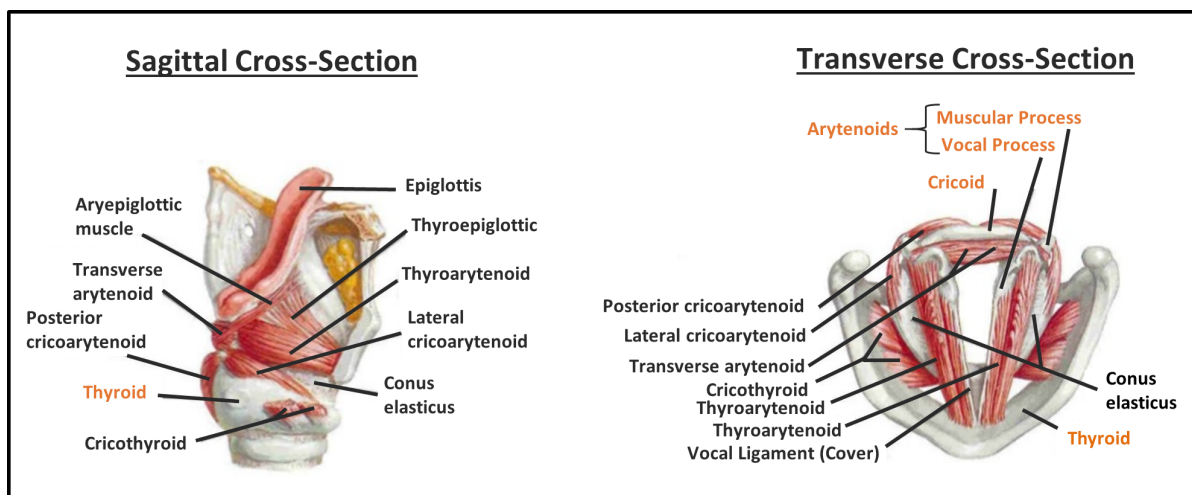 Sagittal Cross-Section
Epiglottis
Aryepiglottic
muscle
Thyroepiglottic
Transverse
arytenoid
Thyroarytenoid
Posterior
cricoarytenoid
Lateral
cricoarytenoid
Thyroid
Conus
elasticus
Cricothyroid
Transverse Cross-Section
Arytenoids
Muscular Process
Vocal Process
Cricoid
Posterior cricoarytenoid
Lateral cricoarytenoid
Transverse arytenoid
Cricothyroid
Thyroarytenoid
Thyroarytenoid
Vocal Ligament (Cover)
Conus
elasticus
Thyroid